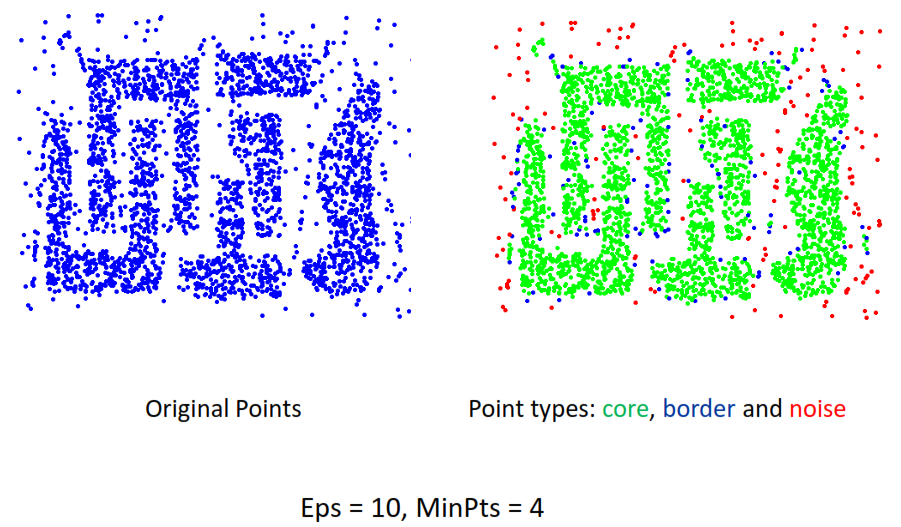 Original Points
Point types: core, border and noise
Eps = 10, MinPts = 4